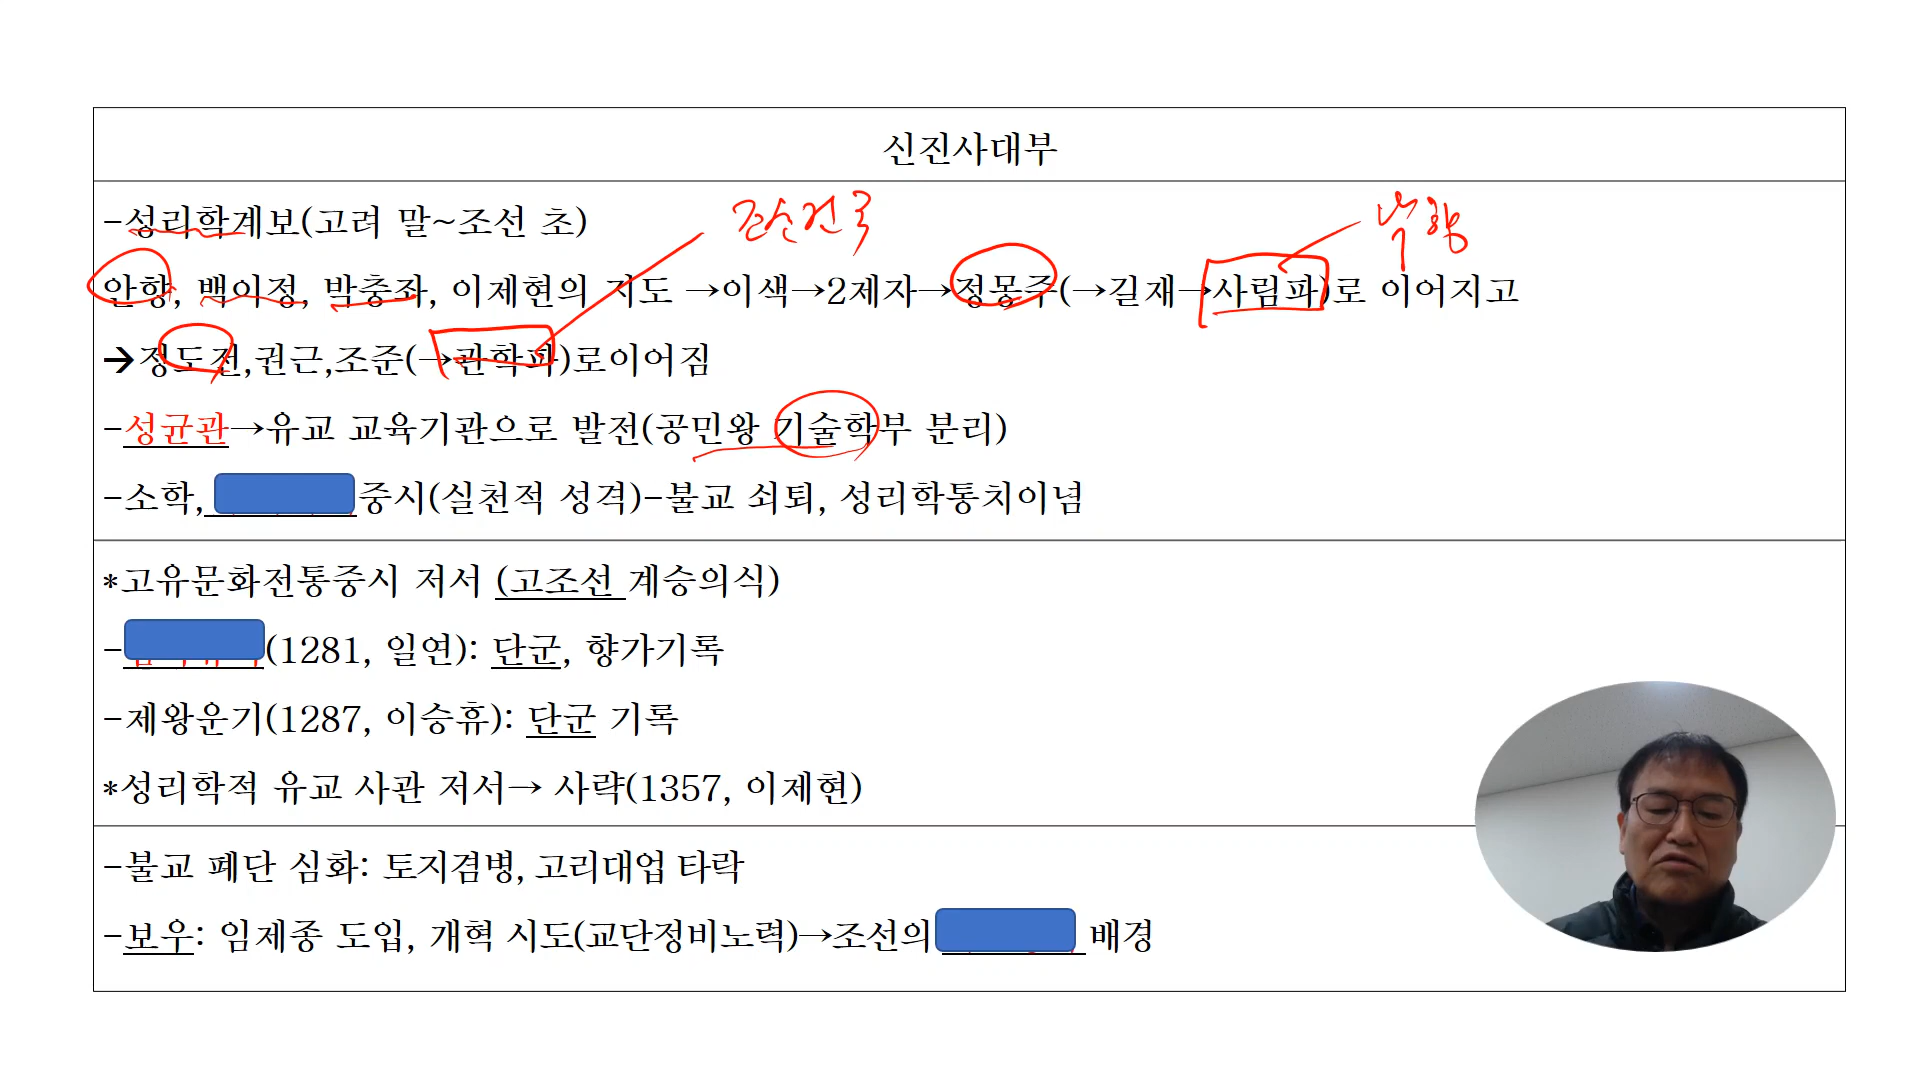 신진사대부
-성리학계보(고려 말~조선 초)
조선건국
낙향
안향, 백이정, 박충좌, 이제현의 지도 →이색→2제자→정몽주(→길재→사림파)로 이어지고
→정도전,권근,조준(→관학파)로이어짐
-성균관→유교 교육기관으로 발전(공민왕 기술학부 분리)
-소학, 중시(실천적 성격)-불교 쇠퇴, 성리학통치이념
*고유문화전통중시 저서 (고조선 계승의식)
- (1281, 일연): 단군, 향가기록
-제왕운기(1287, 이승휴): 단군 기록
*성리학적 유교 사관 저서→ 사략(1357, 이제현)
-불교 폐단 심화: 토지겸병, 고리대업 타락
-보우: 임제종 도입, 개혁 시도(교단정비노력)→조선의 배경